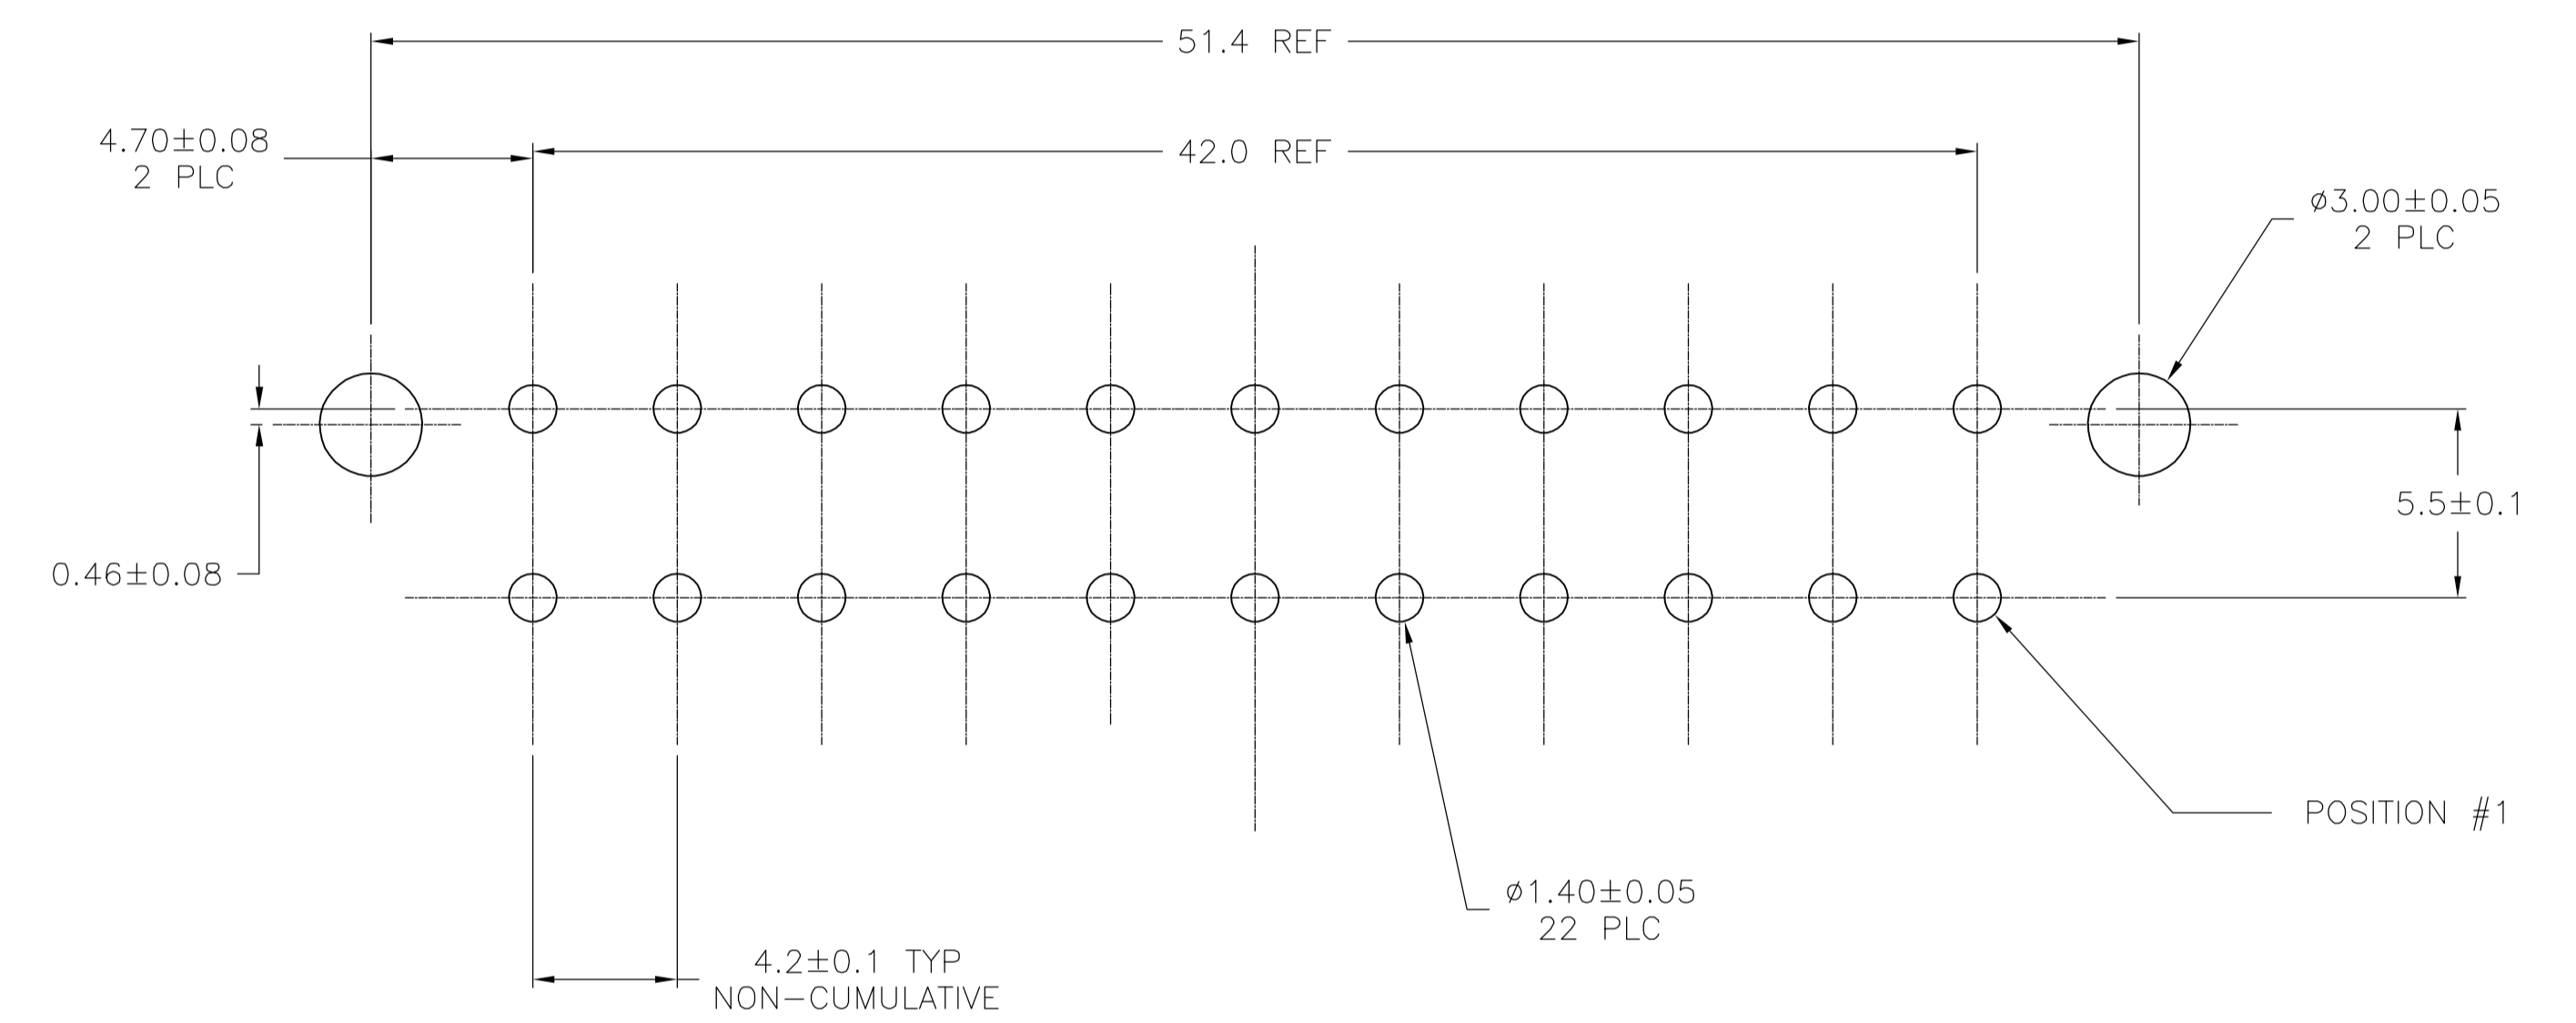 51.4 REF
4.70±0.08
2 PLC
42.0 REF
⌀3.00±0.05
2 PLC
5.5±0.1
0.46±0.08
POSITION #1
⌀1.40±0.05
22 PLC
4.2±0.1 TYP
NON-CUMULATIVE